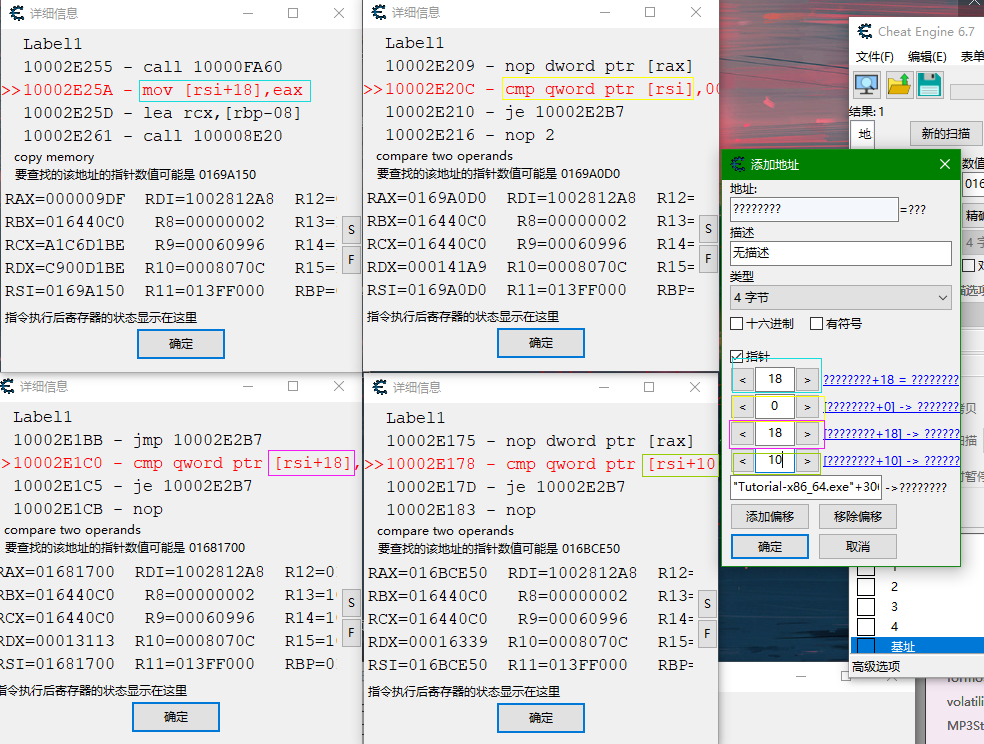 详细信息
Label1
10002E255 - call 10000FA60
>>10002E25A - mov [rsi+18],eax
10002E25D - lea rcx,[rbp-08]
10002E261 - call 100008E20
copy memory
要查找的该地址的指针数值可能是 0169A150
RAX=000009DF RDI=1002812A8 R12=
RBX=016440C0 R8=00000002 R13=
RCX=A1C6D1BE R9=00060996 R14=
RDX=C900D1BE R10=0008070C R15=
RSI=0169A150 R11=013FF000 RBP=
S
F
指令执行后寄存器的状态显示在这里
确定
详细信息
Label1
10002E209 - nop dword ptr [rax]
>>10002E20C - cmp qword ptr [rsi],00
10002E210 - je 10002E2B7
10002E216 - nop 2
compare two operands
要查找的该地址的指针数值可能是 0169A0D0
RAX=0169A0D0 RDI=1002812A8 R12=
RBX=016440C0 R8=00000002 R13=
RCX=016440C0 R9=00060996 R14=
RDX=000141A9 R10=0008070C R15=
RSI=0169A0D0 R11=013FF000 RBP=
S
F
指令执行后寄存器的状态显示在这里
确定
详细信息
Label1
10002E1BB - jmp 10002E2B7
>10002E1C0 - cmp qword ptr [rsi+18],
10002E1C5 - je 10002E2B7
10002E1CB - nop
compare two operands
要查找的该地址的指针数值可能是 01681700
RAX=01681700 RDI=1002812A8 R12=0
RBX=016440C0 R8=00000002 R13=1
RCX=016440C0 R9=00060996 R14=1
RDX=00013113 R10=0008070C R15=1
RSI=01681700 R11=013FF000 RBP=0
S
F
指令执行后寄存器的状态显示在这里
确定
详细信息
Label1
10002E175 - nop dword ptr [rax]
>>10002E178 - cmp qword ptr [rsi+10
10002E17D - je 10002E2B7
10002E183 - nop
compare two operands
要查找的该地址的指针数值可能是 016BCE50
RAX=016BCE50 RDI=1002812A8 R12=
RBX=016440C0 R8=00000002 R13=
RCX=016440C0 R9=00060996 R14=
RDX=00016339 R10=0008070C R15=
RSI=016BCE50 R11=013FF000 RBP=
S
F
指令执行后寄存器的状态显示在这里
确定
Cheat Engine 6.7
文件(F) 编辑(E) 表单
结果: 1
地
新的扫描
数值
016
精确
4 字
添加地址
地址:
???????? =???
描述
无描述
类型
4 字节
十六进制 有符号
指针
< 18 > ????????+18 = ????????
< 0 > [????????+0] -> ????????
< 18 > [????????+18] -> ??????
< 10 > [????????+10] -> ??????
"Tutorial-x86_64.exe"+30 ->????????
添加偏移 移除偏移
确定 取消
1
2
3
4
基址
高级选项
volatili
MP3St